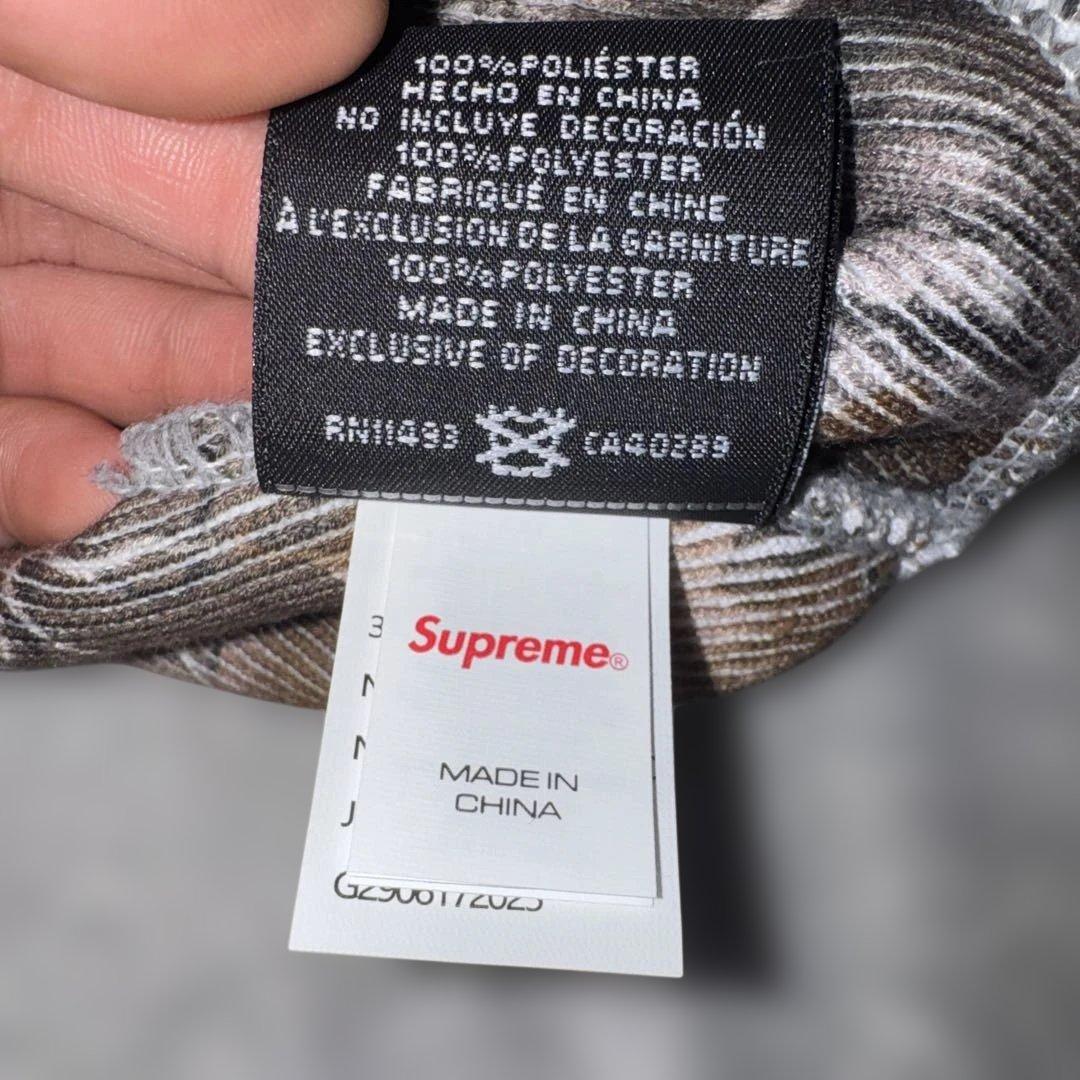 100%POLIÉSTER
HECHO EN CHINA
NO INCLUYE DECORACIÓN
100%POLYESTER
FABRIQUÉ EN CHINE
À L'EXCLUSION DE LA GARNITURE
100%POLYESTER
MADE IN CHINA
EXCLUSIVE OF DECORATION
RN11493 CA40299
Supreme®
MADE IN
CHINA